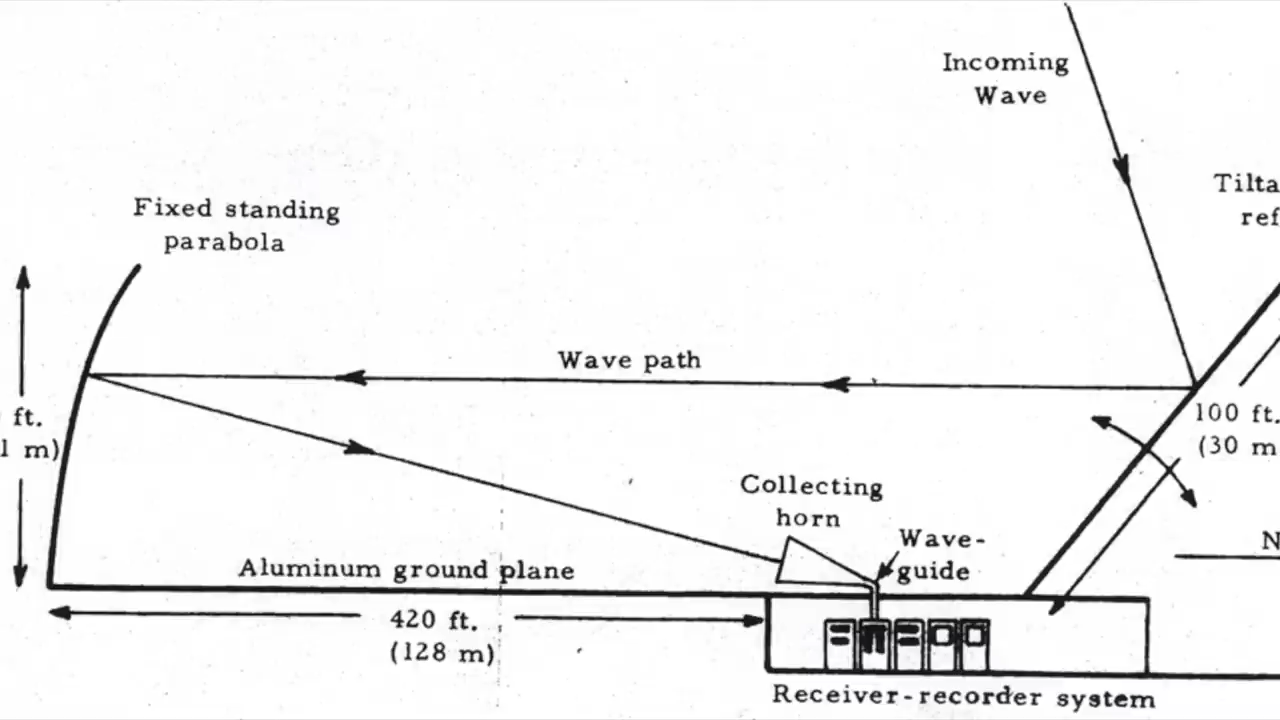 Incoming
Wave
Tilta
ref
Fixed standing
parabola
Wave path
ft.
1 m)
100 ft.
(30 m
Collecting
horn
Wave-
guide
N
Aluminum ground plane
420 ft.
(128 m)
Receiver-recorder system